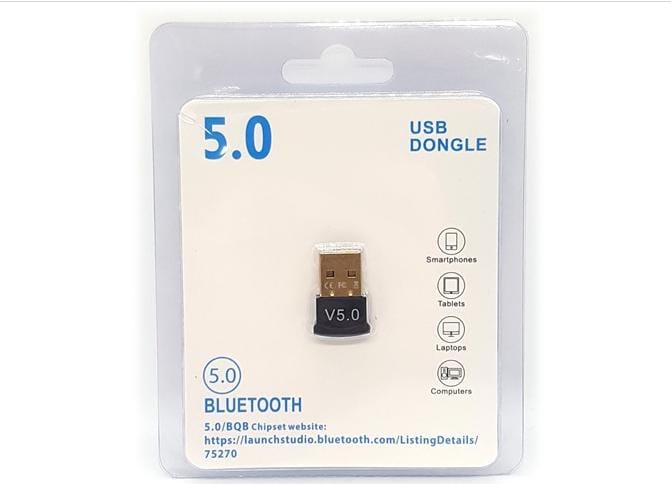 5.0
USB
DONGLE
Smartphones
Tablets
Laptops
Computers
CE FC
V5.0
5.0
BLUETOOTH
5.0/BQB Chipset website:
https://launchstudio.bluetooth.com/ListingDetails/
75270